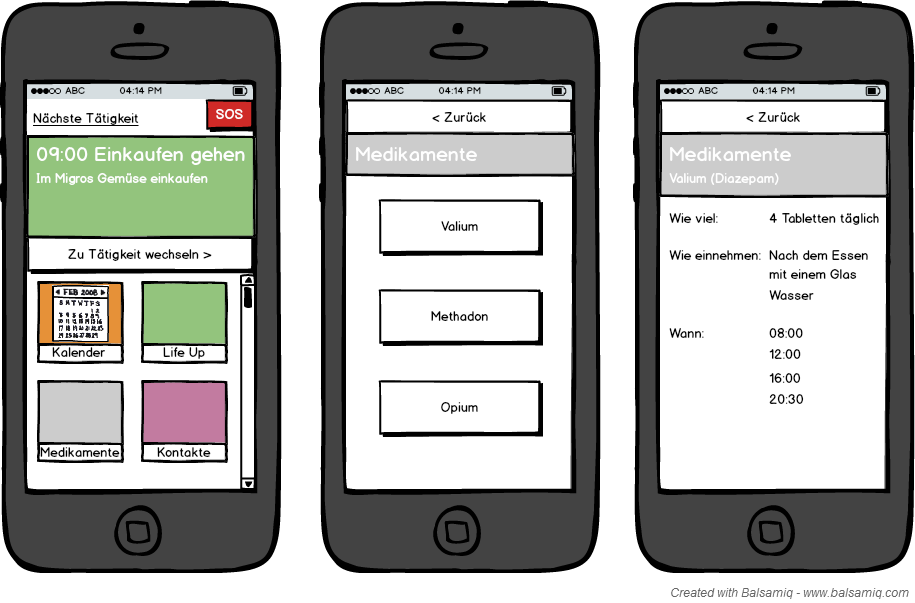 ABC 04:14 PM
Nächste Tätigkeit
SOS
09:00 Einkaufen gehen
Im Migros Gemüse einkaufen
Zu Tätigkeit wechseln >
FEB 2008
S M T W T F S
Kalender
Life Up
Medikamente
Kontakte
ABC 04:14 PM
< Zurück
Medikamente
Valium
Methadon
Opium
ABC 04:14 PM
< Zurück
Medikamente
Valium (Diazepam)
Wie viel: 4 Tabletten täglich
Wie einnehmen: Nach dem Essen
mit einem Glas
Wasser
Wann: 08:00
12:00
16:00
20:30
Created with Balsamiq - www.balsamiq.com